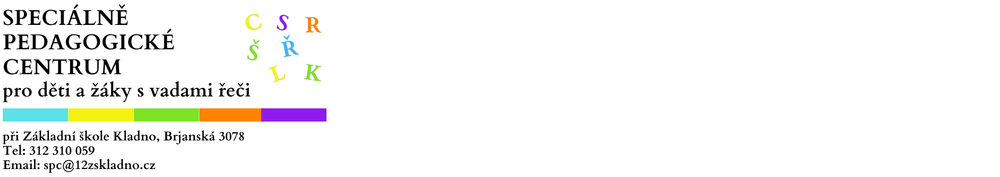 SPECIÁLNĚ
PEDAGOGICKÉ
CENTRUM
pro děti a žáky s vadami řeči
C S R
Š Ř
L K
při Základní škole Kladno, Brjanská 3078
Tel: 312 310 059
Email: spc@12zskladno.cz